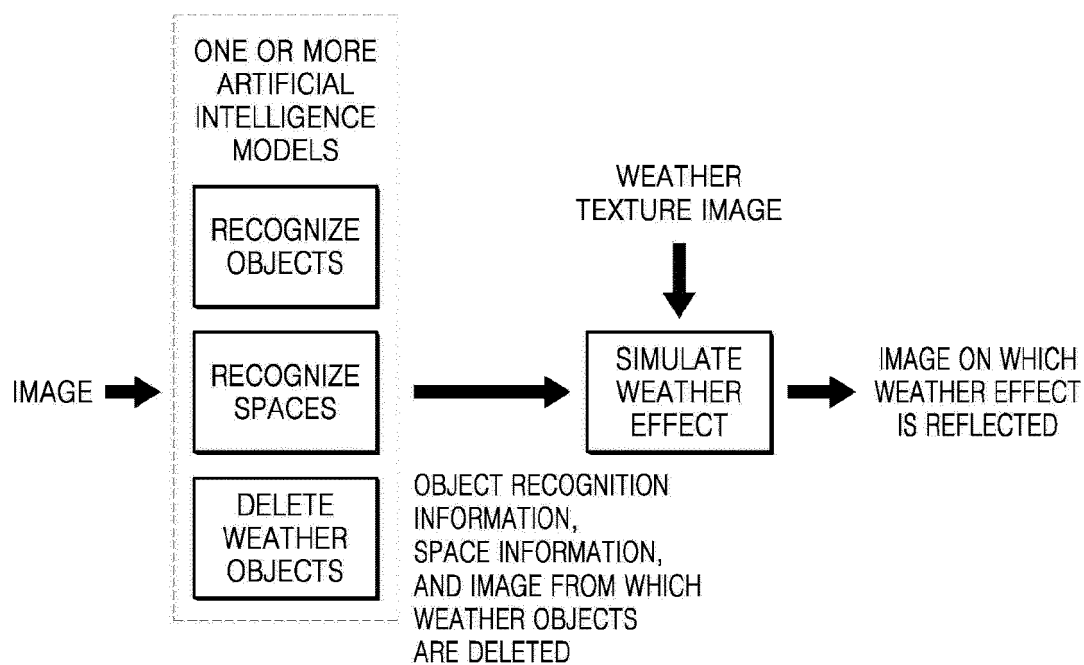 ONE OR MORE
ARTIFICIAL
INTELLIGENCE
MODELS
RECOGNIZE
OBJECTS
IMAGE
RECOGNIZE
SPACES
DELETE
WEATHER
OBJECTS
OBJECT RECOGNITION
INFORMATION,
SPACE INFORMATION,
AND IMAGE FROM WHICH
WEATHER OBJECTS
ARE DELETED
WEATHER
TEXTURE IMAGE
SIMULATE
WEATHER
EFFECT
IMAGE ON WHICH
WEATHER EFFECT
IS REFLECTED